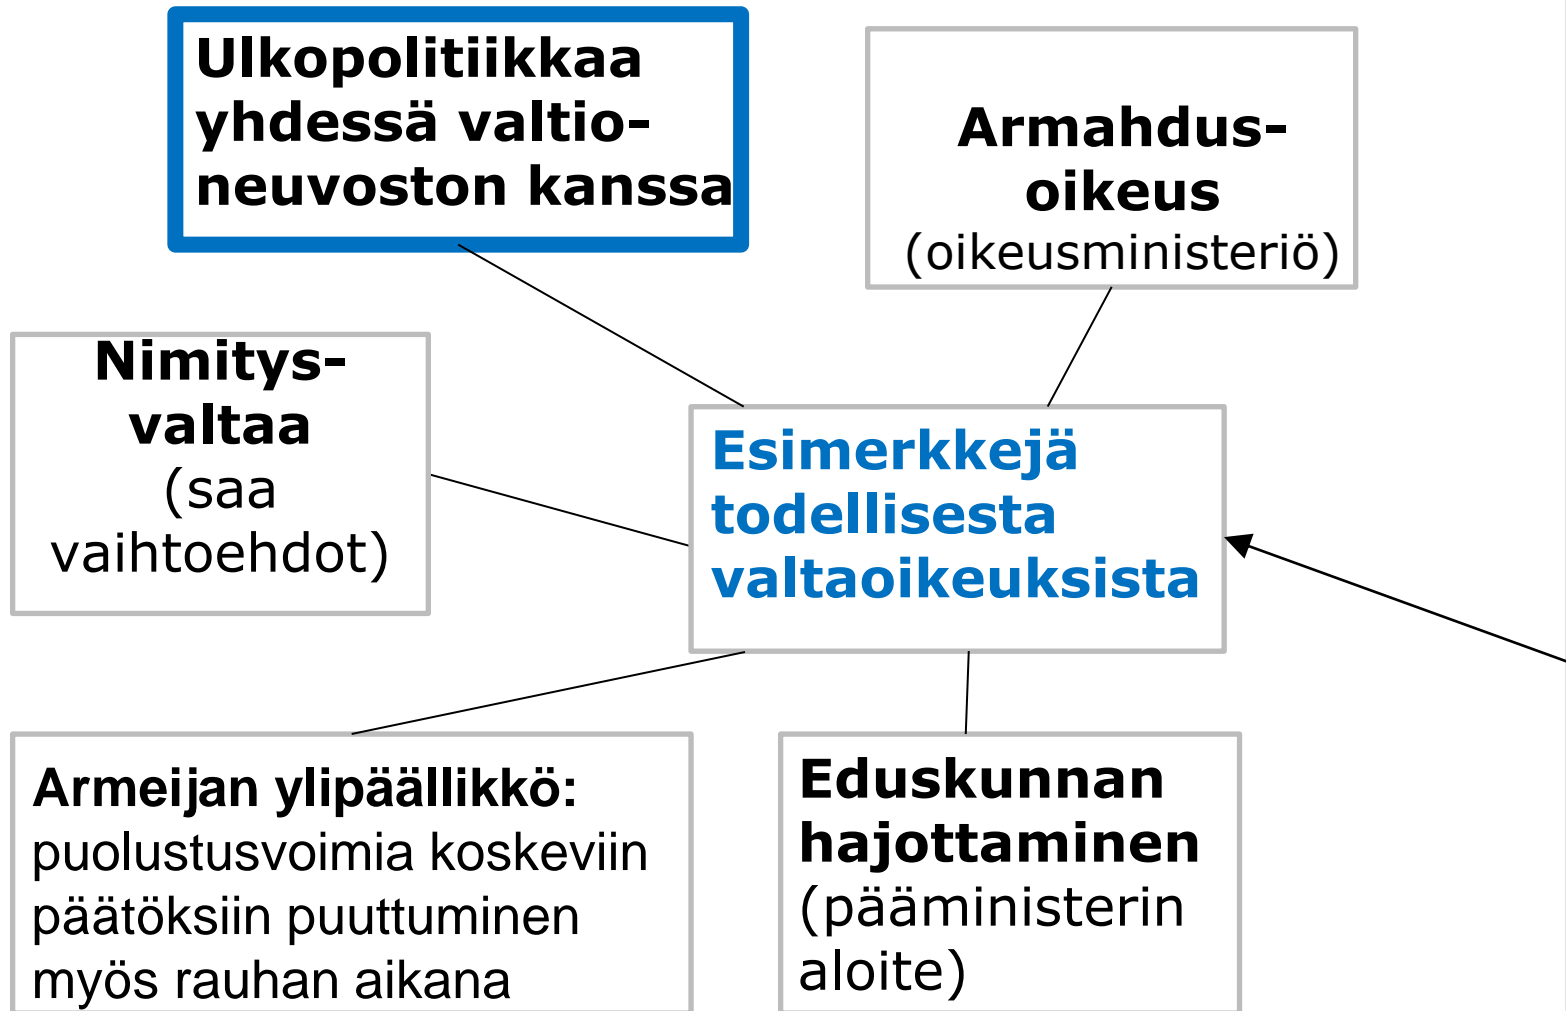 Ulkopolitiikkaa
yhdessä valtio-
neuvoston kanssa
Armahdus-
oikeus
(oikeusministeriö)
Nimitys-
valtaa
(saa
vaihtoehdot)
Esimerkkejä
todellisesta
valtaoikeuksista
Armeijan ylipäällikkö:
puolustusvoimia koskeviin
päätöksiin puuttuminen
myös rauhan aikana
Eduskunnan
hajottaminen
(pääministerin
aloite)